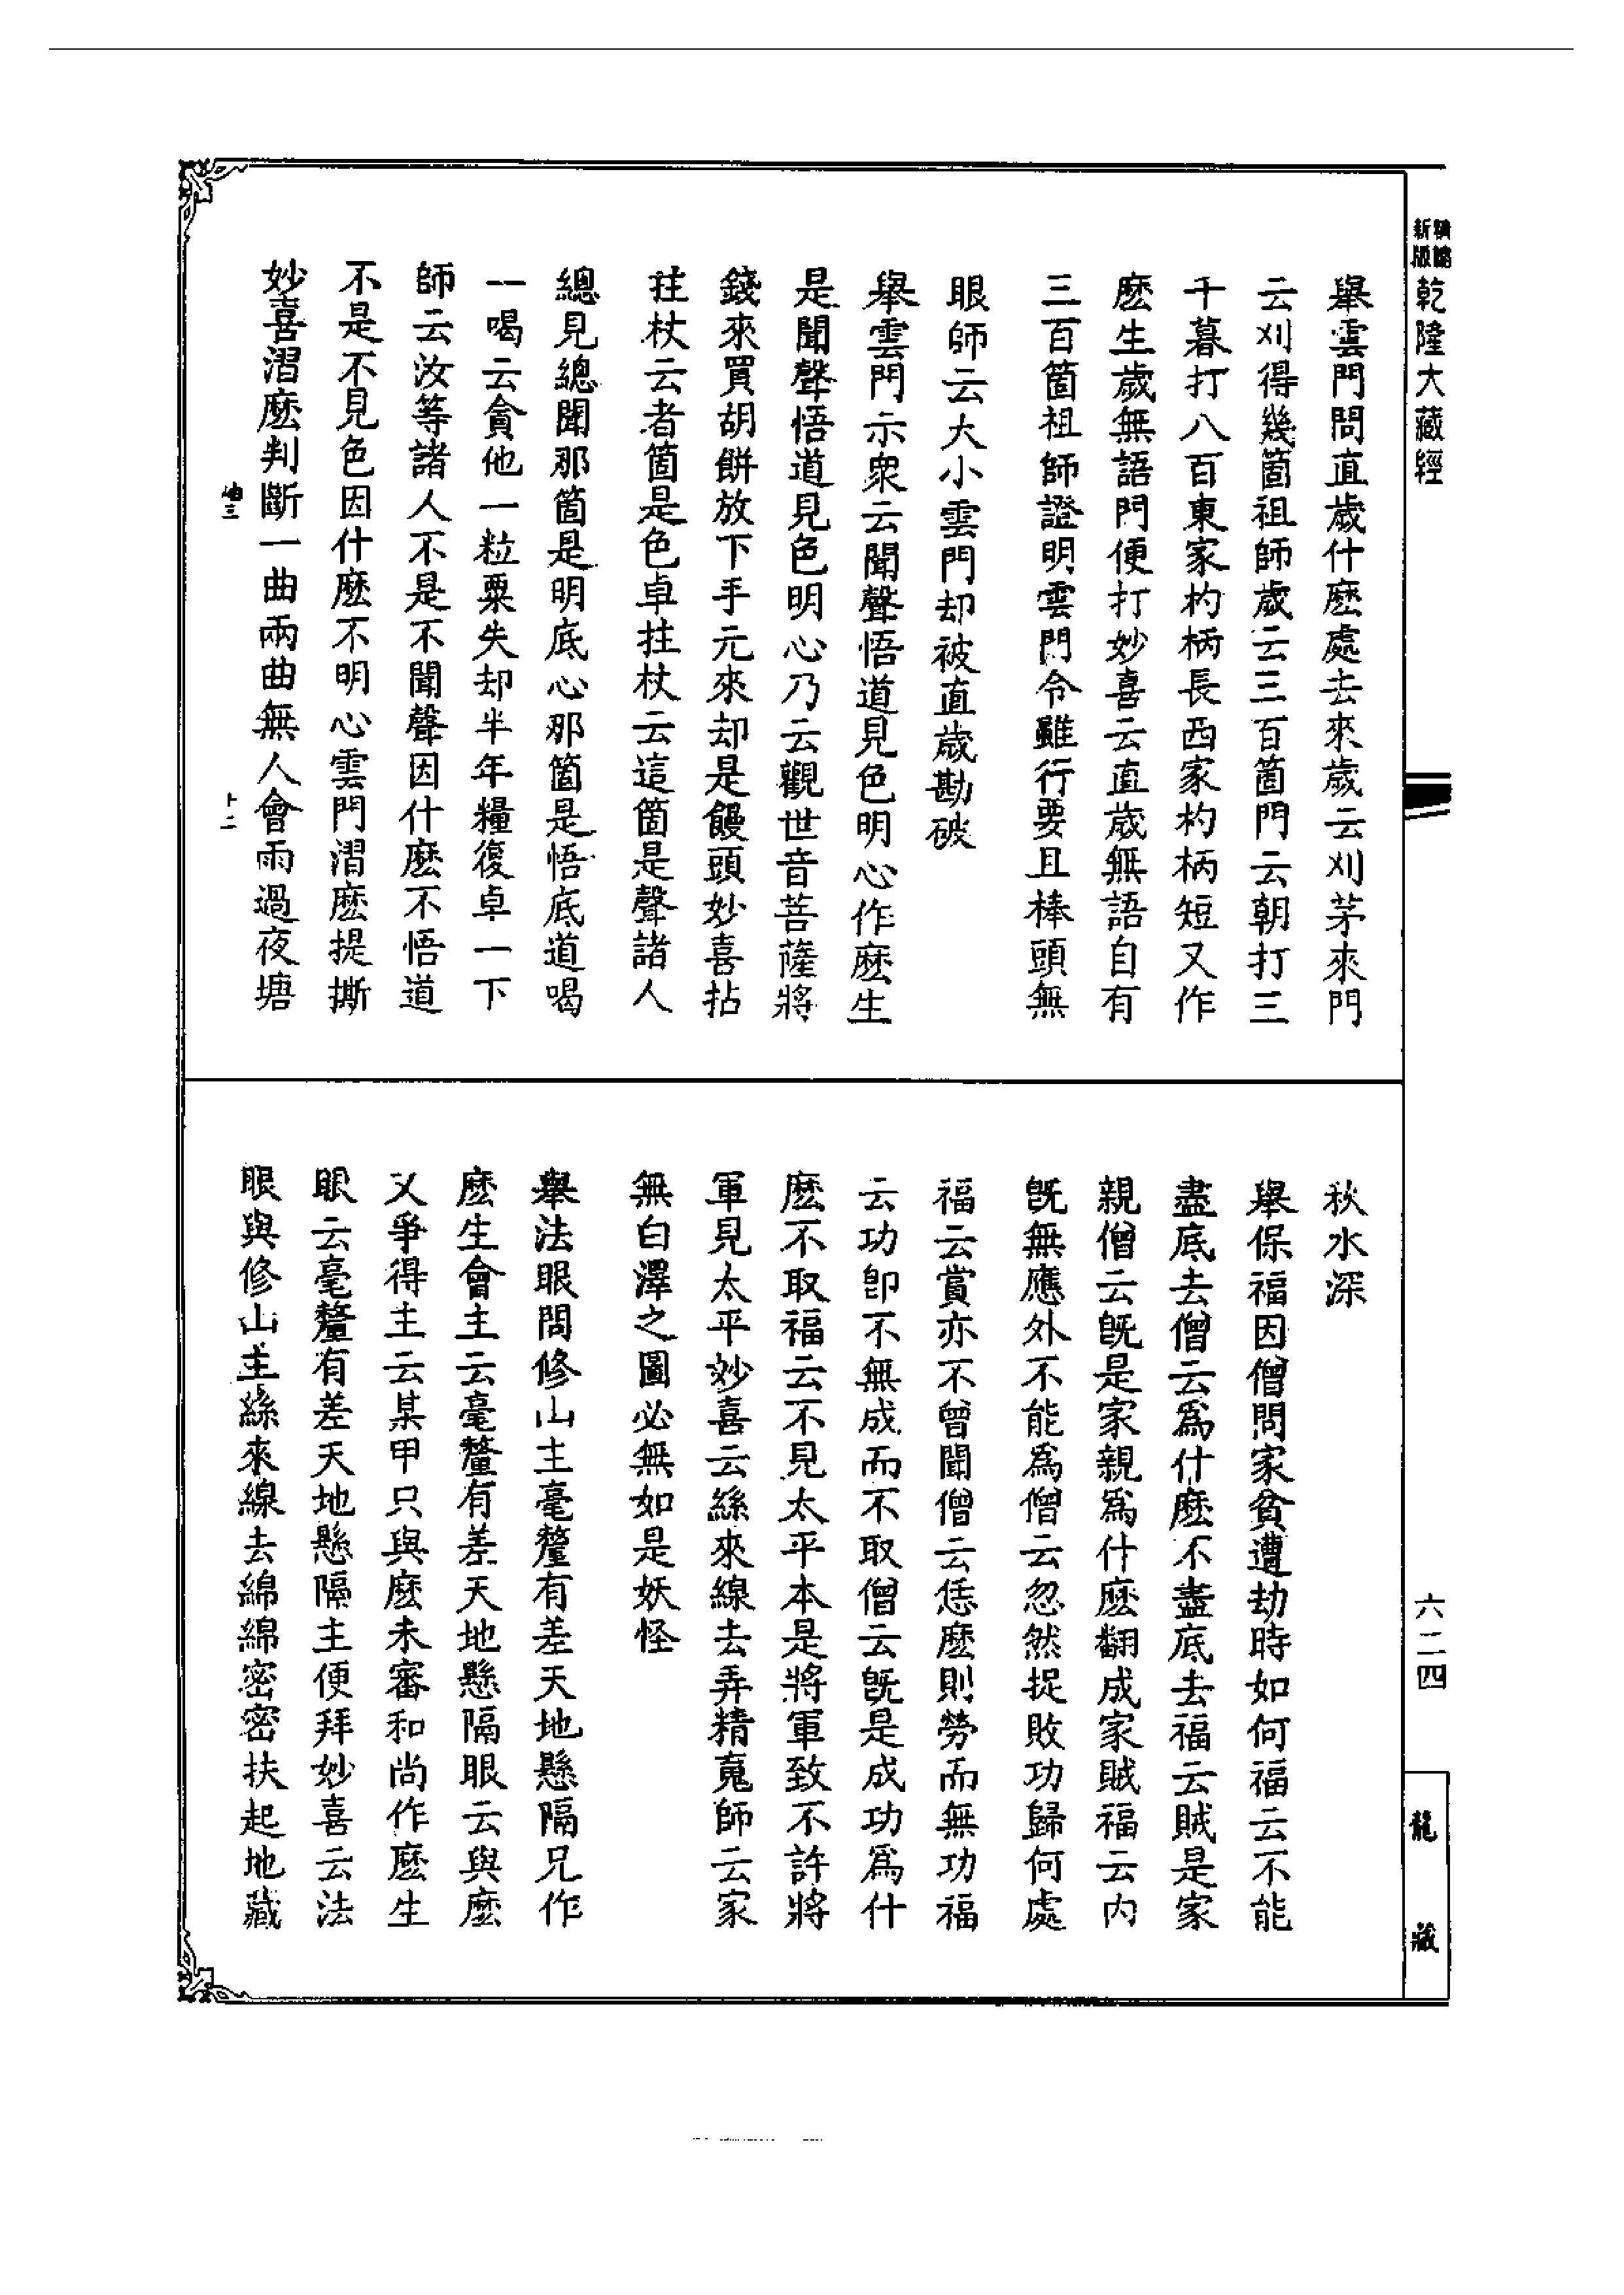 新版
乾隆大藏經
六二四
龍藏
舉雲門問直歲什麽處去來歲云刈茅來門
云刈得幾箇祖師歲云三百箇門云朝打三
千暮打八百東家杓柄長西家杓柄短又作
麽生歲無語門便打妙喜云直歲無語自有
三百箇祖師證明雲門令雖行要且棒頭無
眼師云大小雲門却被直歲勘破
舉雲門示衆云聞聲悟道見色明心作麽生
是聞聲悟道見色明心乃云觀世音菩薩將
錢來買胡餅放下手元來却是饅頭妙喜拈
拄杖云者箇是色卓拄杖云這箇是聲諸人
總見總聞那箇是明底心那箇是悟底道喝
一喝云貪他一粒粟失却半年糧復卓一下
師云汝等諸人不是不聞聲因什麽不悟道
不是不見色因什麽不明心雲門漝麽提撕
妙喜漝麽判斷一曲兩曲無人會雨過夜塘
秋水深
舉保福因僧問家貧遭劫時如何福云不能
盡底去僧云爲什麽不盡底去福云賊是家
親僧云旣是家親爲什麽翻成家賊福云內
旣無應外不能爲僧云忽然捉敗功歸何處
福云賞亦不曾聞僧云恁麽則勞而無功福
云功卽不無成而不取僧云旣是成功爲什
麽不取福云不見太平本是將軍致不許將
軍見太平妙喜云絲來線去弄精䰟師云家
無白澤之圖必無如是妖怪
舉法眼問修山主毫釐有差天地懸隔兄作
麽生會主云毫釐有差天地懸隔眼云與麽
又爭得主云某甲只與麽未審和尚作麽生
眼云毫釐有差天地懸隔主便拜妙喜云法
眼與修山主絲來線去綿綿密密扶起地藏